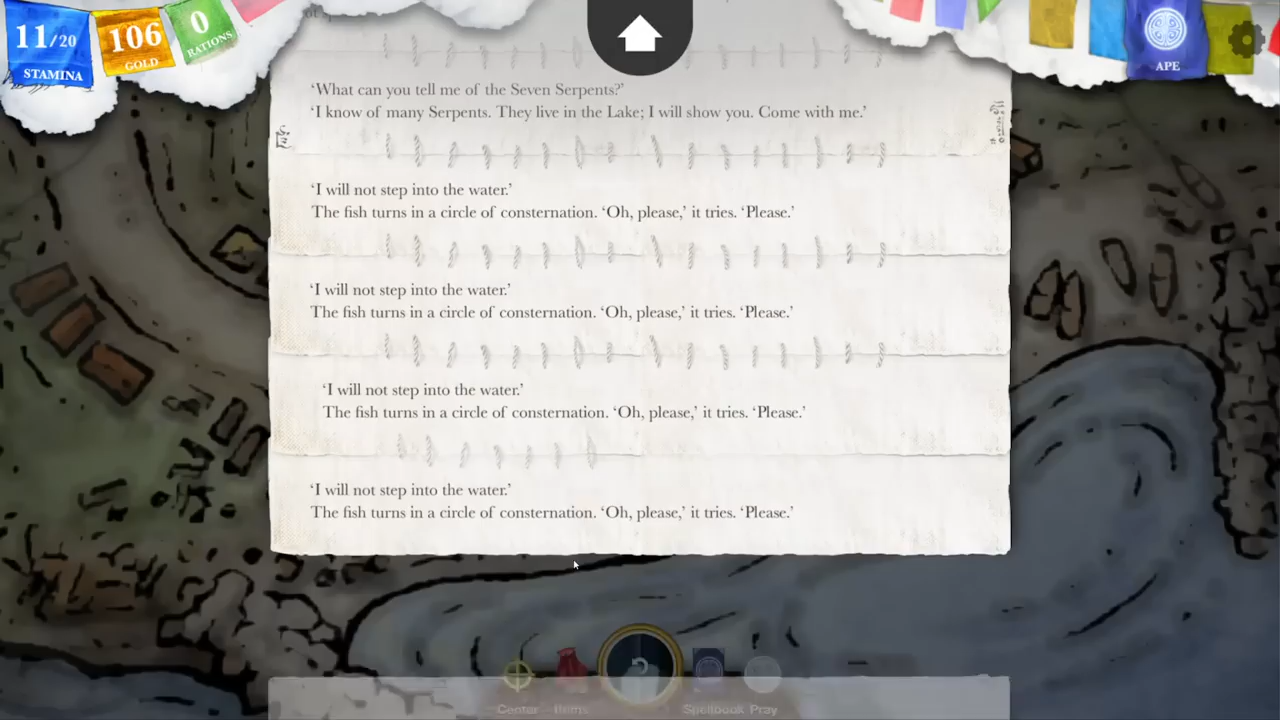 11/20
STAMINA
106
GOLD
0
RATIONS
APE
‘What can you tell me of the Seven Serpents?’
‘I know of many Serpents. They live in the Lake; I will show you. Come with me.’
‘I will not step into the water.’
The fish turns in a circle of consternation. ‘Oh, please,’ it tries. ‘Please.’
‘I will not step into the water.’
The fish turns in a circle of consternation. ‘Oh, please,’ it tries. ‘Please.’
‘I will not step into the water.’
The fish turns in a circle of consternation. ‘Oh, please,’ it tries. ‘Please.’
‘I will not step into the water.’
The fish turns in a circle of consternation. ‘Oh, please,’ it tries. ‘Please.’
Center Items Spellbook Pray